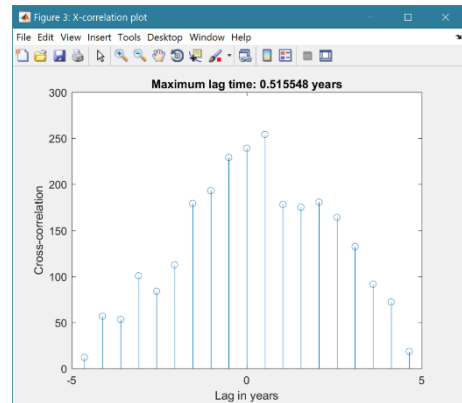 Figure 3: X-correlation plot
File Edit View Insert Tools Desktop Window Help
Maximum lag time: 0.515548 years
300
250
200
150
100
50
0
Cross-correlation
-5 0 5
Lag in years